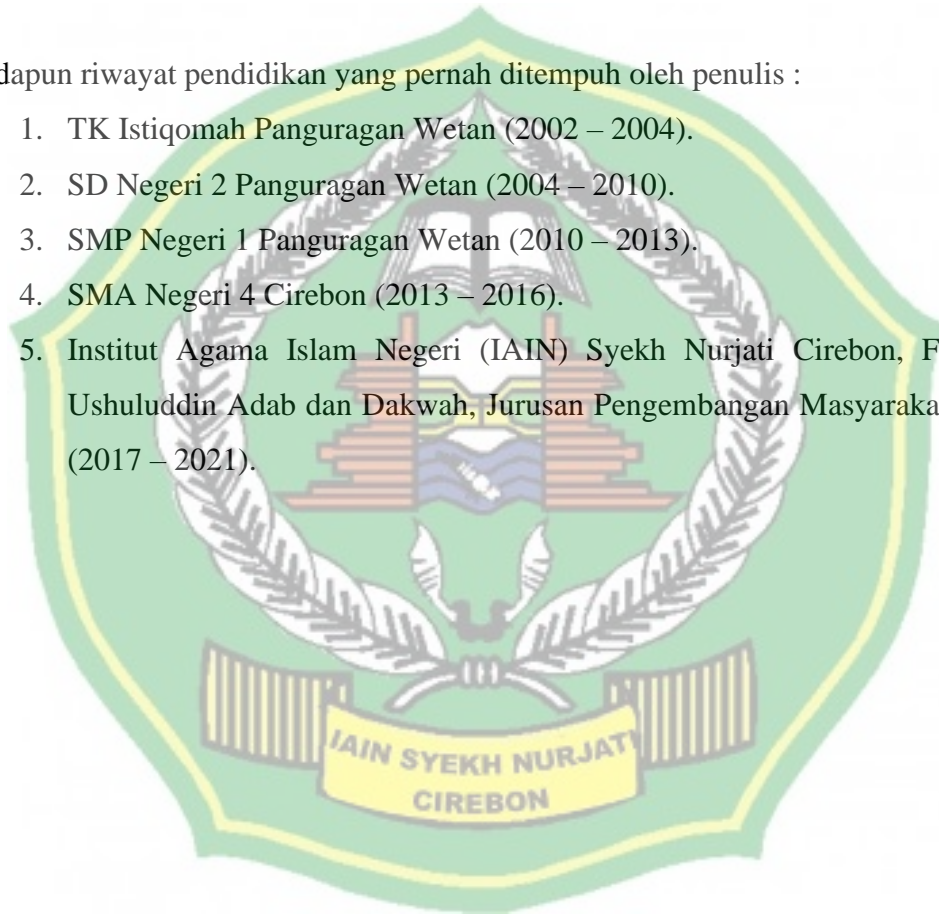 dapun riwayat pendidikan yang pernah ditempuh oleh penulis :
1. TK Istiqomah Panguragan Wetan (2002 – 2004).
2. SD Negeri 2 Panguragan Wetan (2004 – 2010).
3. SMP Negeri 1 Panguragan Wetan (2010 – 2013).
4. SMA Negeri 4 Cirebon (2013 – 2016).
5. Institut Agama Islam Negeri (IAIN) Syekh Nurjati Cirebon, F
Ushuluddin Adab dan Dakwah, Jurusan Pengembangan Masyaraka
(2017 – 2021).
IAIN SYEKH NURJATI
CIREBON